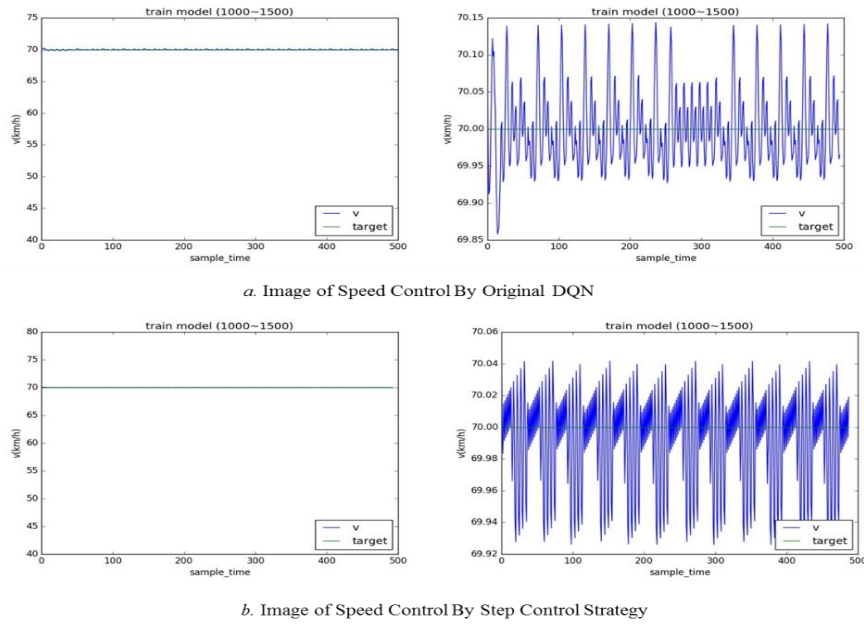 train model (1000~1500)
75
70
65
60
55
50
45
40
v(km/h)
v
target
0 100 200 300 400 500
sample_time
train model (1000~1500)
70.15
70.10
70.05
70.00
69.95
69.90
69.85
v(km/h)
v
target
0 100 200 300 400 500
sample_time
a. Image of Speed Control By Original DQN
train model (1000~1500)
80
75
70
65
60
55
50
45
40
v(km/h)
v
target
0 100 200 300 400 500
sample_time
train model (1000~1500)
70.06
70.04
70.02
70.00
69.98
69.96
69.94
69.92
v(km/h)
v
target
0 100 200 300 400 500
sample_time
b. Image of Speed Control By Step Control Strategy